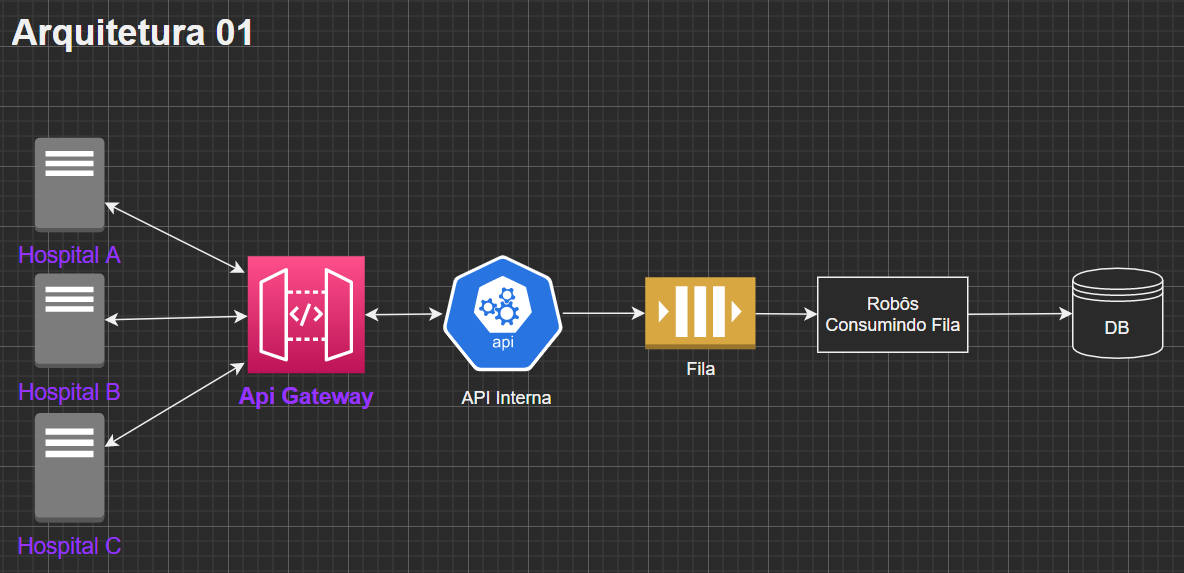 Arquitetura 01
Hospital A
Hospital B
Hospital C
</>
Api Gateway
api
API Interna
Fila
Robôs
Consumindo Fila
DB